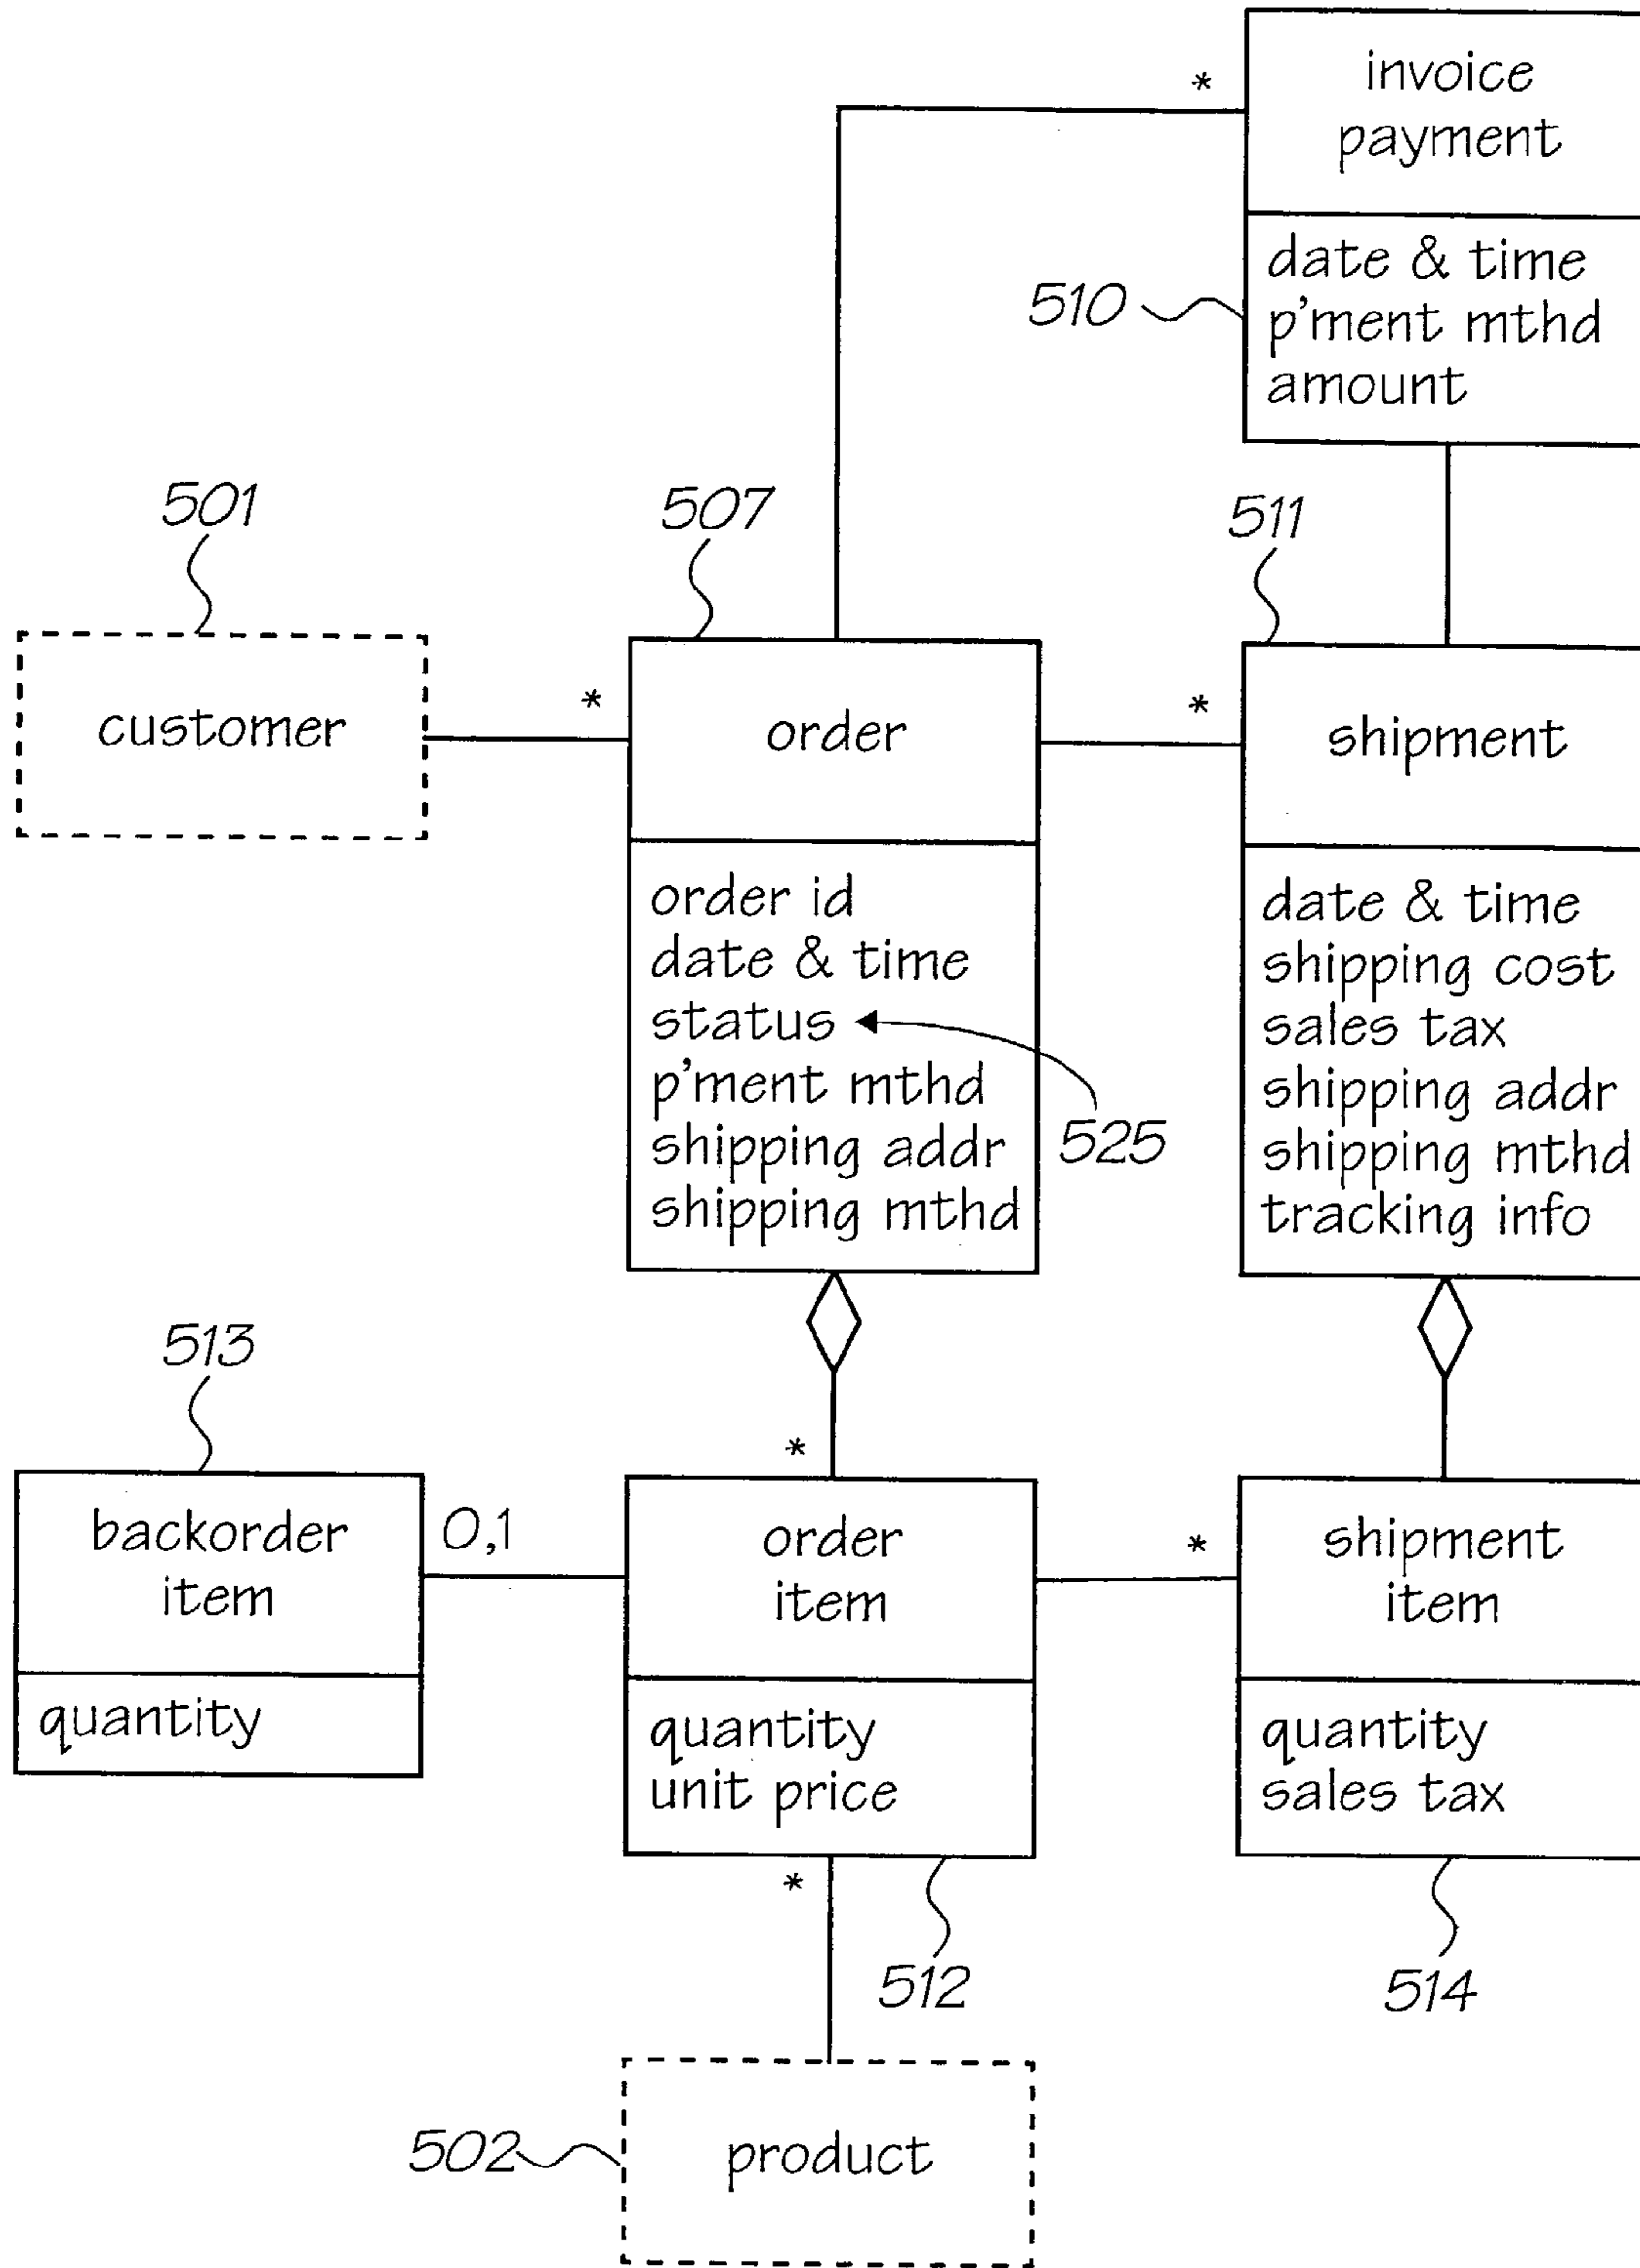 *
invoice
payment
date & time
p'ment mthd
amount
510
501
507
511
customer
*
order
*
shipment
order id
date & time
status
p'ment mthd
shipping addr
shipping mthd
525
date & time
shipping cost
sales tax
shipping addr
shipping mthd
tracking info
513
*
backorder
item
quantity
0,1
order
item
quantity
unit price
*
shipment
item
quantity
sales tax
*
512
514
502
product